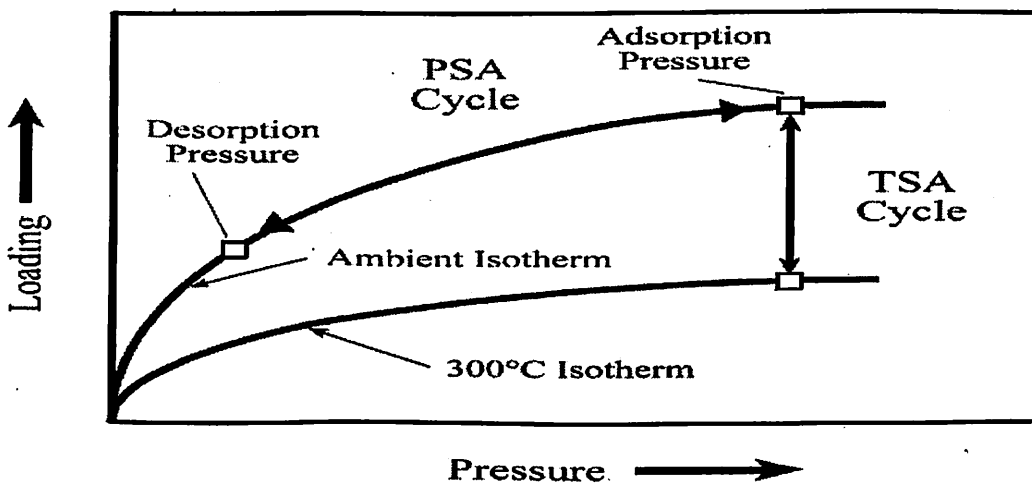 Adsorption
Pressure
PSA
Cycle
Desorption
Pressure
TSA
Cycle
Loading
Ambient Isotherm
300°C Isotherm
Pressure